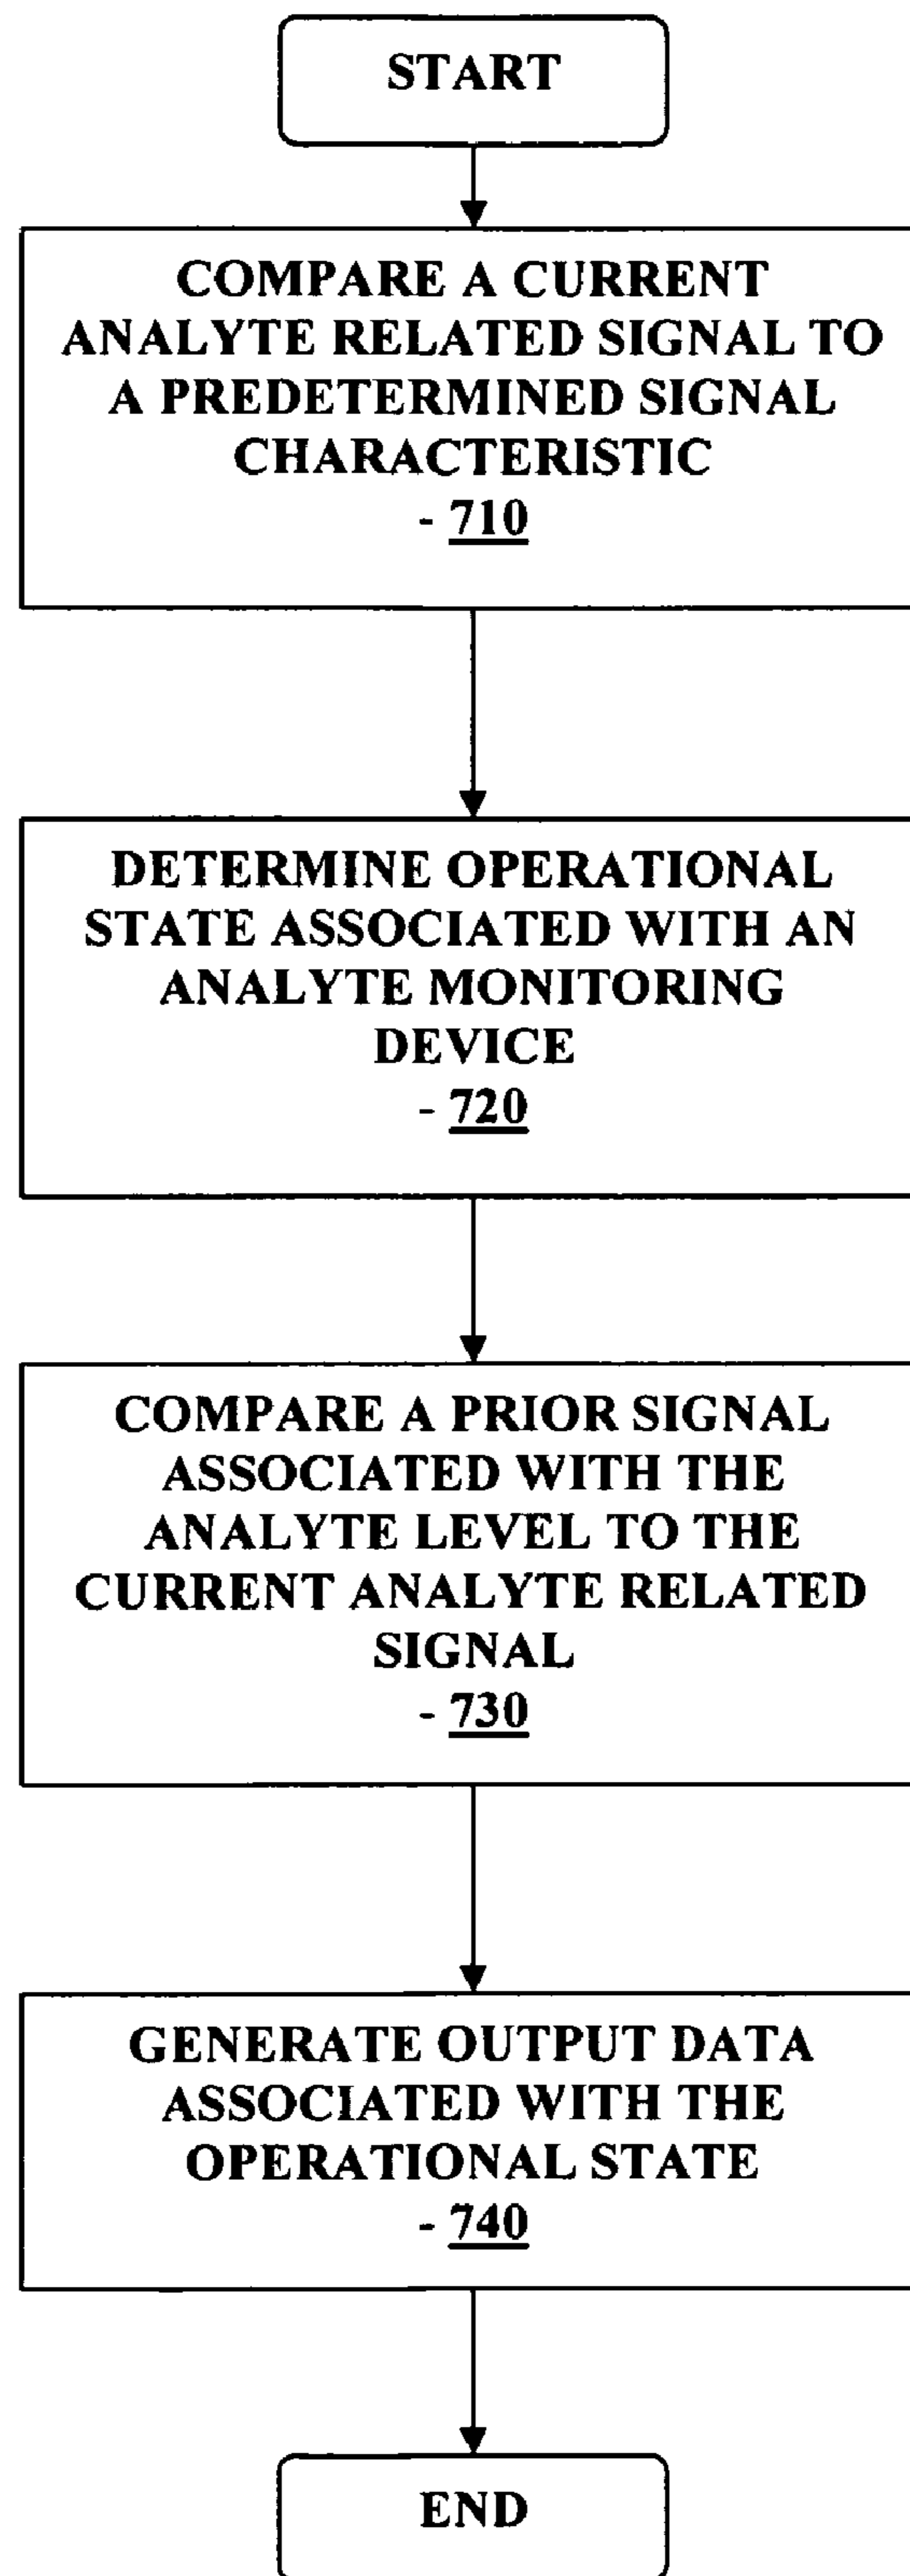 START
COMPARE A CURRENT
ANALYTE RELATED SIGNAL TO
A PREDETERMINED SIGNAL
CHARACTERISTIC
- 710
DETERMINE OPERATIONAL
STATE ASSOCIATED WITH AN
ANALYTE MONITORING
DEVICE
- 720
COMPARE A PRIOR SIGNAL
ASSOCIATED WITH THE
ANALYTE LEVEL TO THE
CURRENT ANALYTE RELATED
SIGNAL
- 730
GENERATE OUTPUT DATA
ASSOCIATED WITH THE
OPERATIONAL STATE
- 740
END